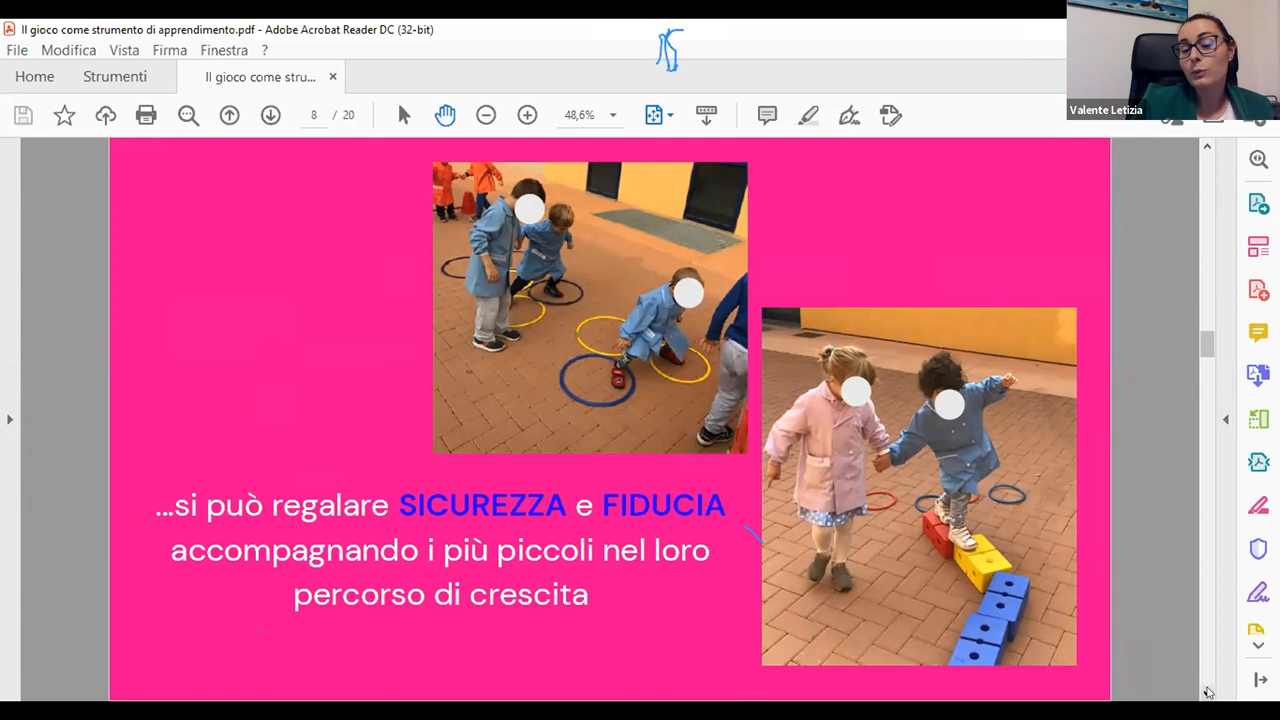 Il gioco come strumento di apprendimento.pdf - Adobe Acrobat Reader DC (32-bit)
File Modifica Vista Firma Finestra ?
Home Strumenti Il gioco come stru... ×
8 / 20 48,6%
Valente Letizia
...si può regalare SICUREZZA e FIDUCIA
accompagnando i più piccoli nel loro
percorso di crescita